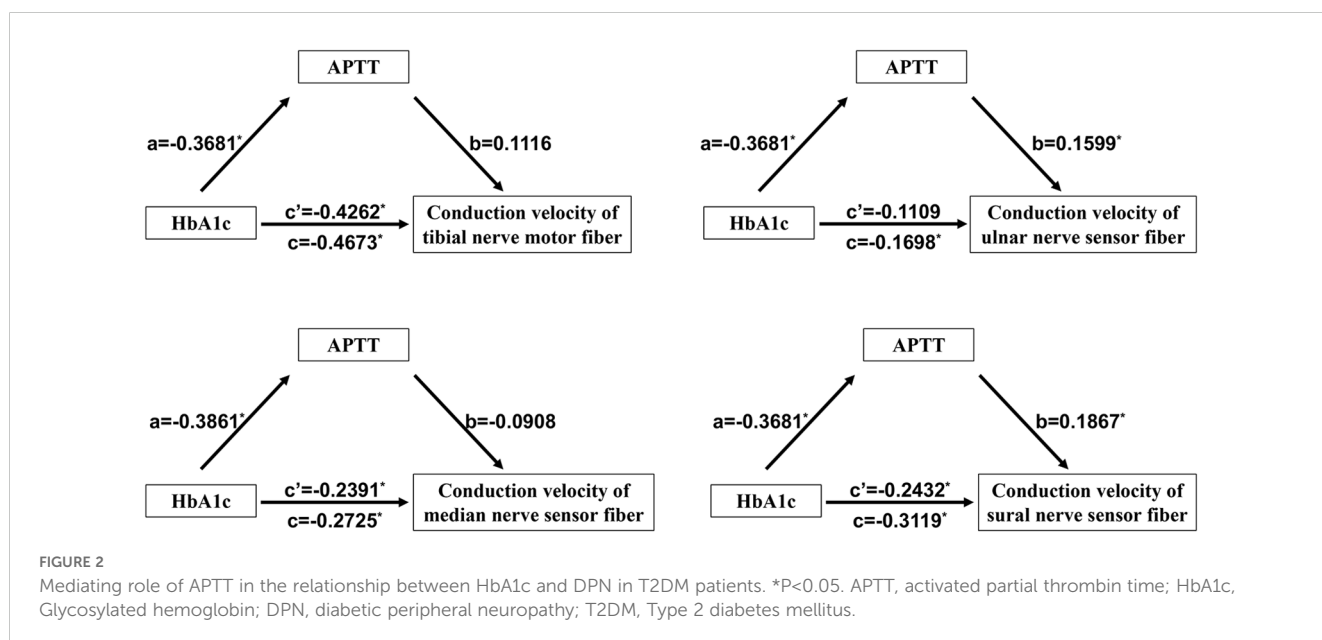 APTT
a=-0.3681*
b=0.1116
HbA1c
c’=-0.4262*
c=-0.4673*
Conduction velocity of
tibial nerve motor fiber
APTT
a=-0.3681*
b=0.1599*
HbA1c
c’=-0.1109
c=-0.1698*
Conduction velocity of
ulnar nerve sensor fiber
APTT
a=-0.3861*
b=-0.0908
HbA1c
c’=-0.2391*
c=-0.2725*
Conduction velocity of
median nerve sensor fiber
APTT
a=-0.3681*
b=0.1867*
HbA1c
c’=-0.2432*
c=-0.3119*
Conduction velocity of
sural nerve sensor fiber
FIGURE 2
Mediating role of APTT in the relationship between HbA1c and DPN in T2DM patients. *P<0.05. APTT, activated partial thrombin time; HbA1c,
Glycosylated hemoglobin; DPN, diabetic peripheral neuropathy; T2DM, Type 2 diabetes mellitus.